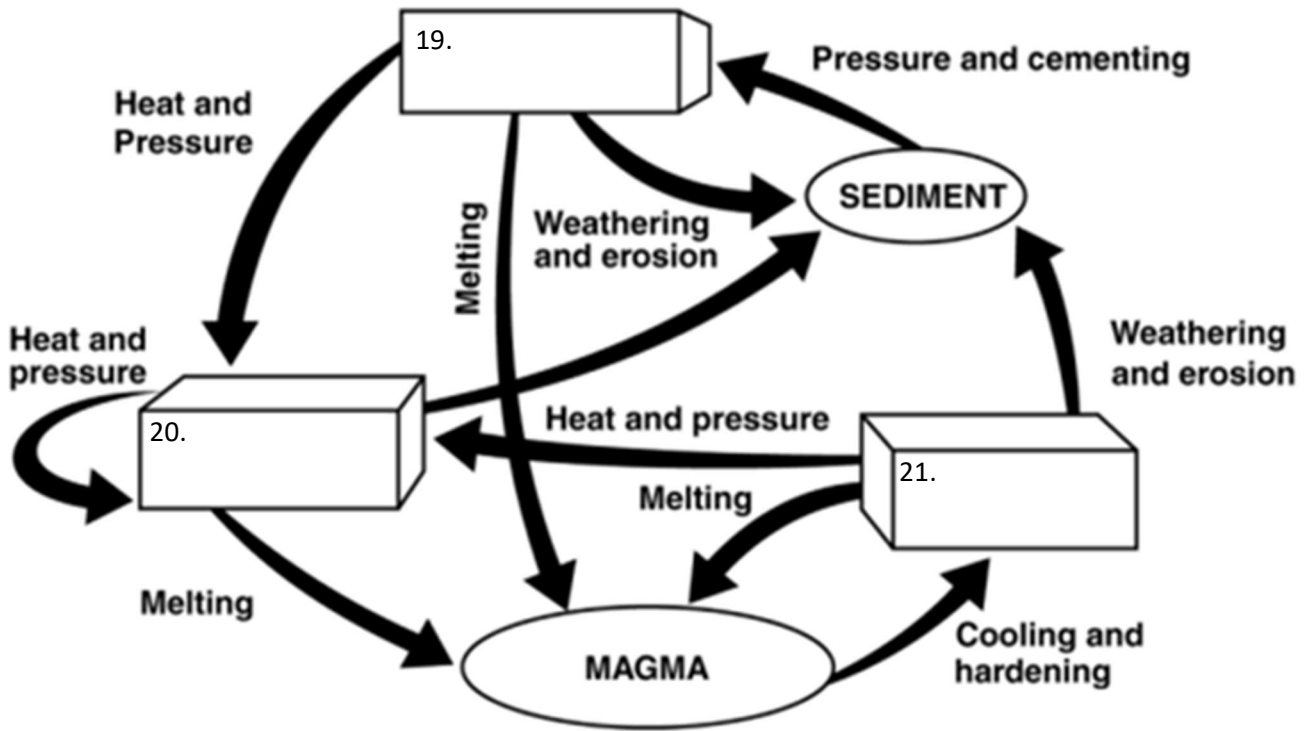 19.
Pressure and cementing
Heat and
Pressure
SEDIMENT
Melting
Weathering
and erosion
Heat and
pressure
Weathering
and erosion
20.
Heat and pressure
21.
Melting
Melting
Cooling and
hardening
MAGMA